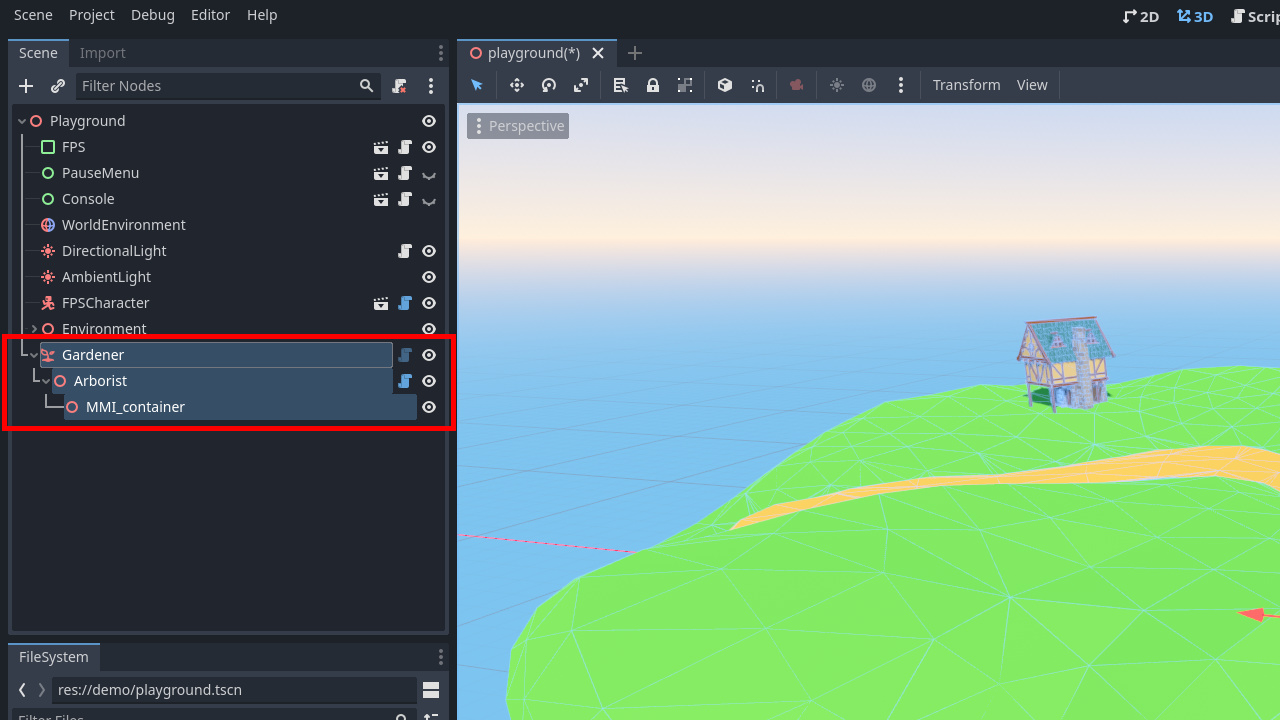 Scene Project Debug Editor Help
2D 3D Scrip
Scene Import
playground(*)
Filter Nodes
Transform View
Perspective
Playground
FPS
PauseMenu
Console
WorldEnvironment
DirectionalLight
AmbientLight
FPSCharacter
Environment
Gardener
Arborist
MMI_container
FileSystem
res://demo/playground.tscn
Filter Files